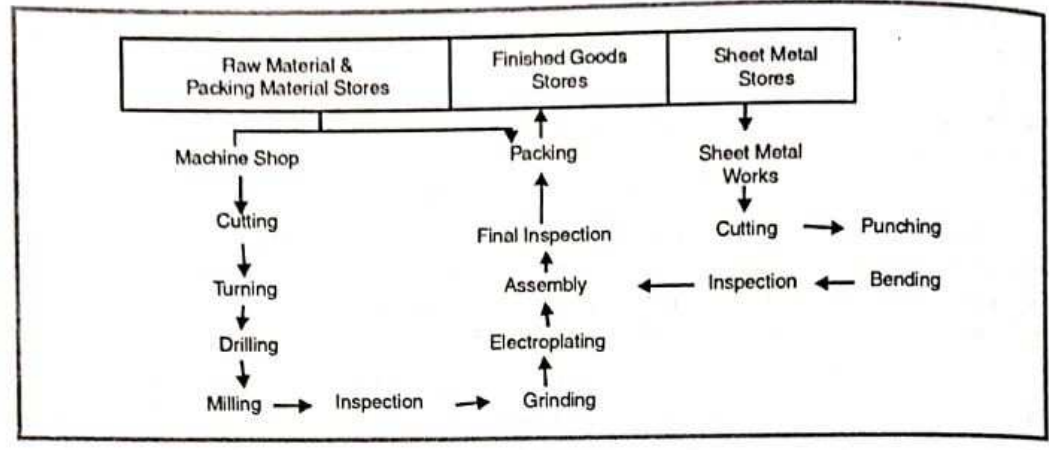 Raw Material &
Packing Material Stores
Finished Goods
Stores
Sheet Metal
Stores
Machine Shop
Packing
Sheet Metal
Works
Cutting
Final Inspection
Cutting
Punching
Turning
Assembly
Inspection
Bending
Drilling
Electroplating
Milling
Inspection
Grinding